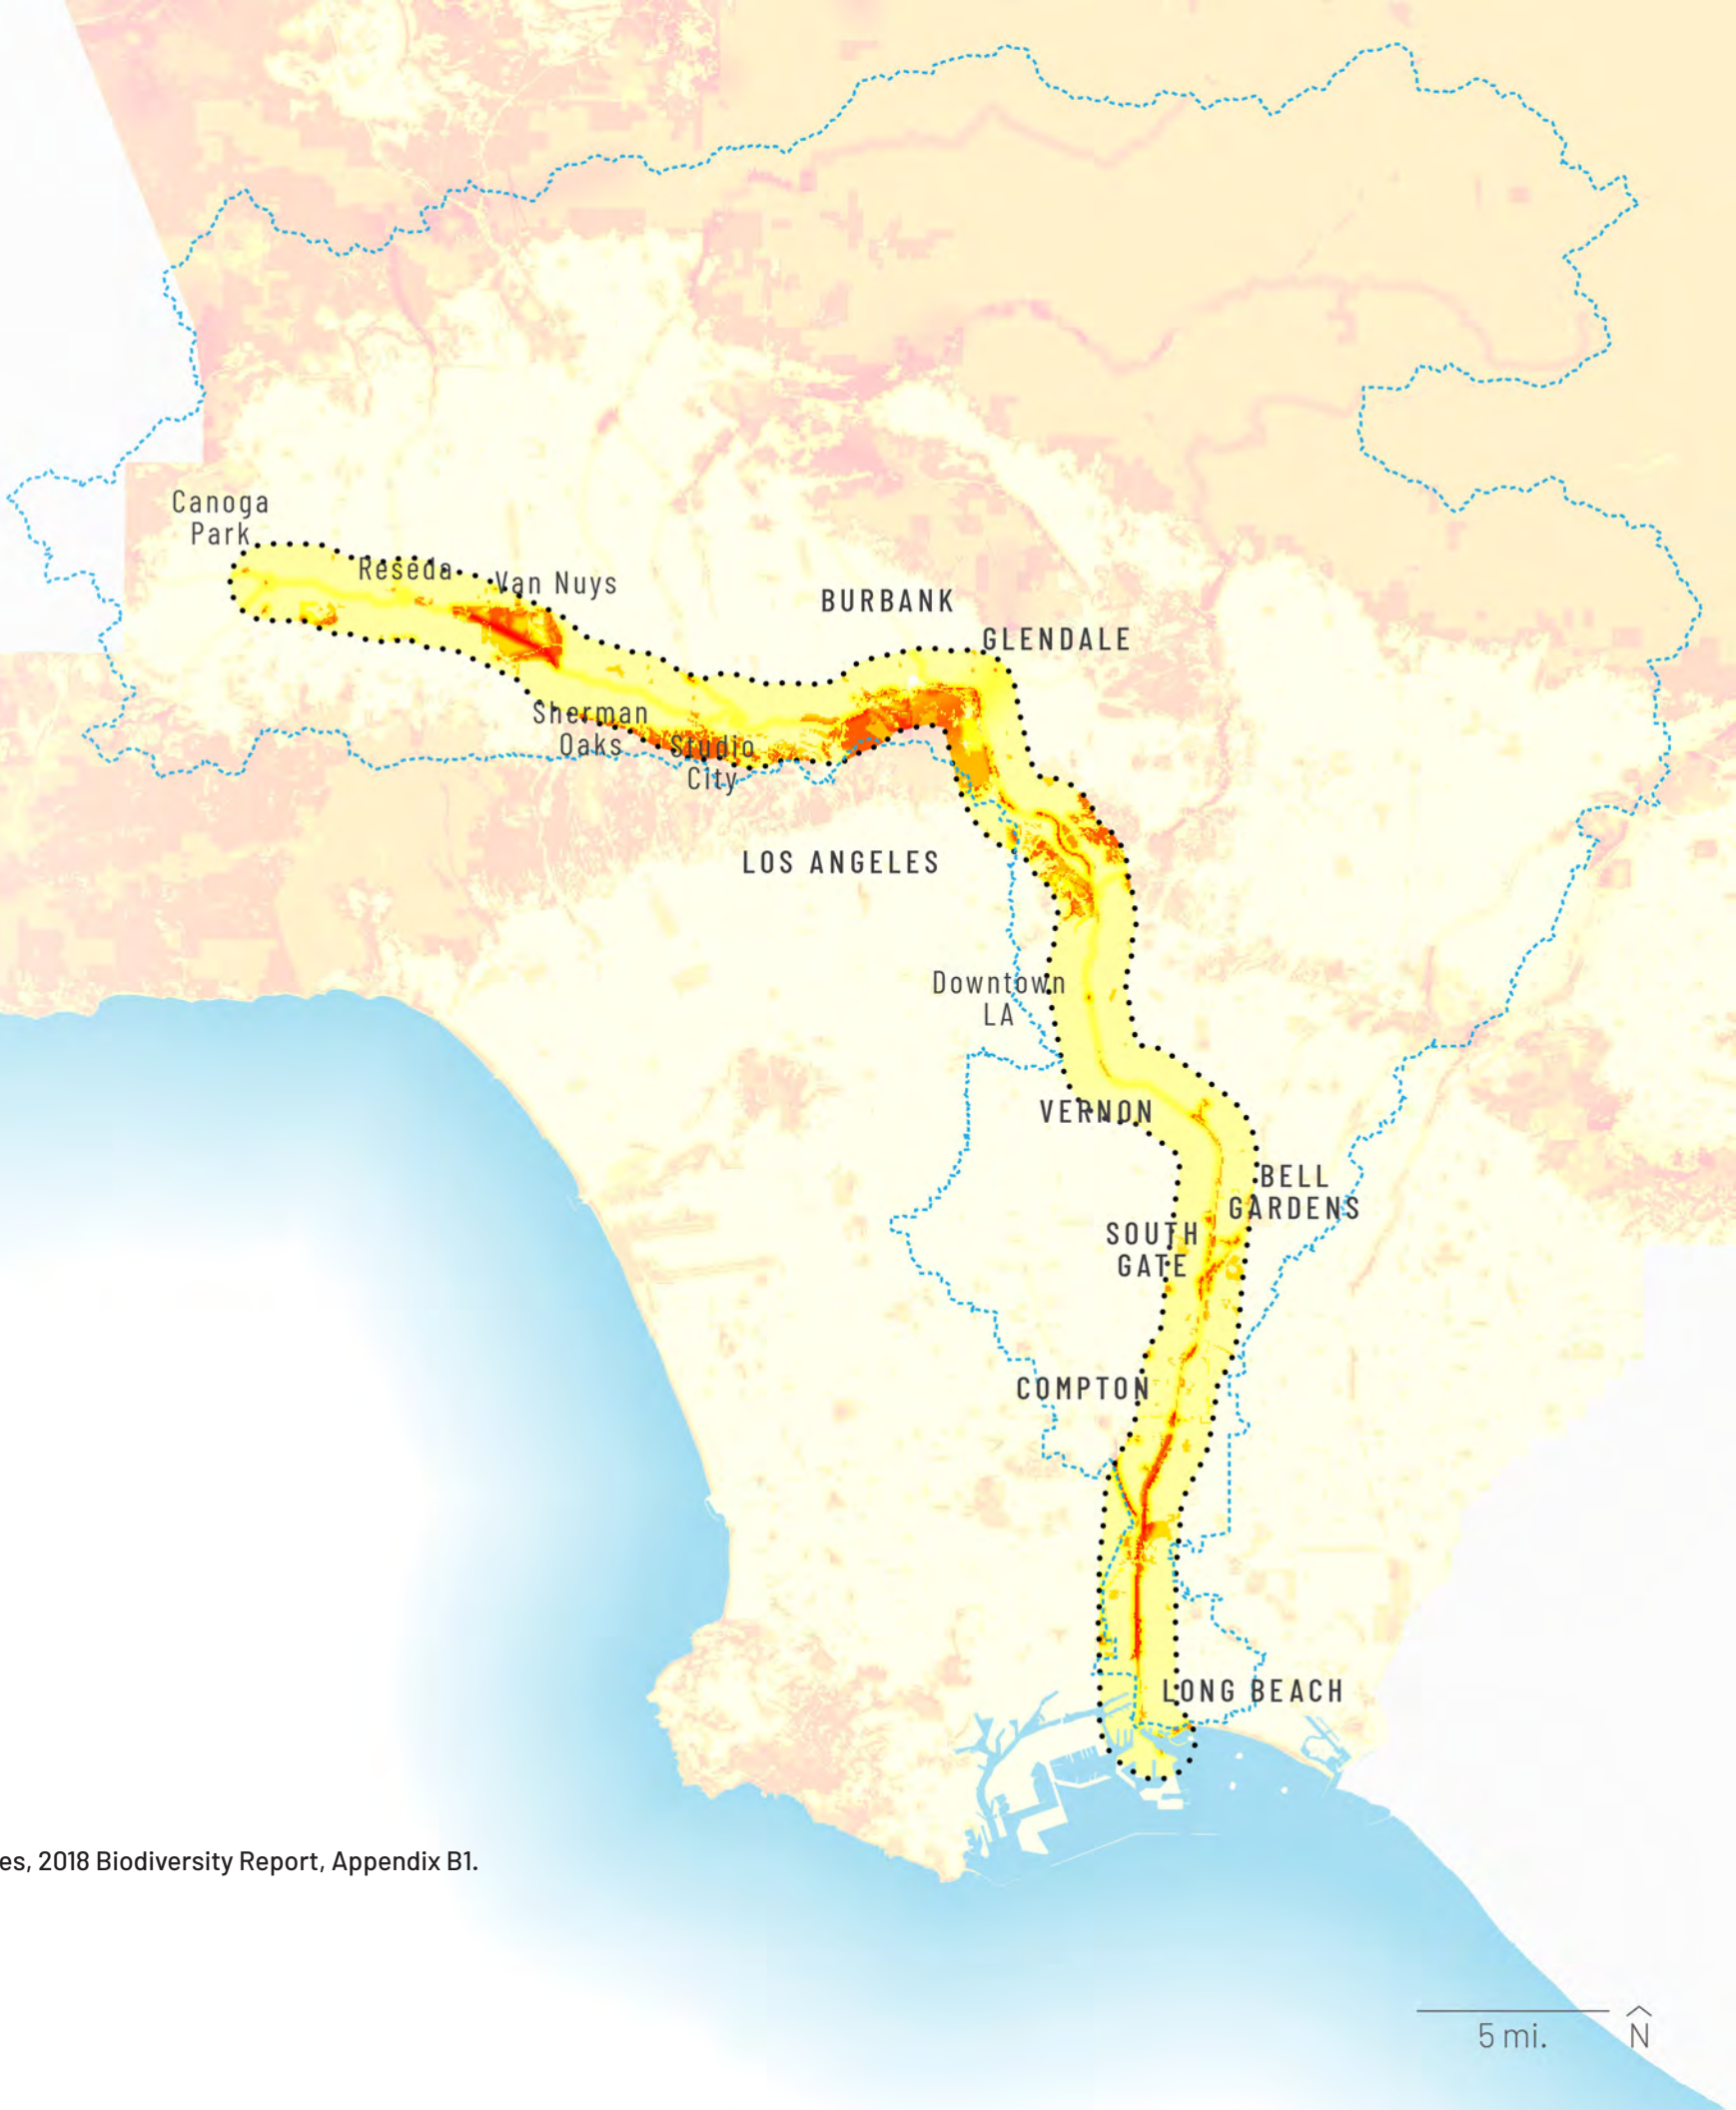 Canoga
Park
Reseda
Van Nuys
BURBANK
GLENDALE
Sherman
Oaks
Studio
City
LOS ANGELES
Downtown
LA
VERNON
BELL
GARDENS
SOUTH
GATE
COMPTON
LONG BEACH
es, 2018 Biodiversity Report, Appendix B1.
5 mi.
N